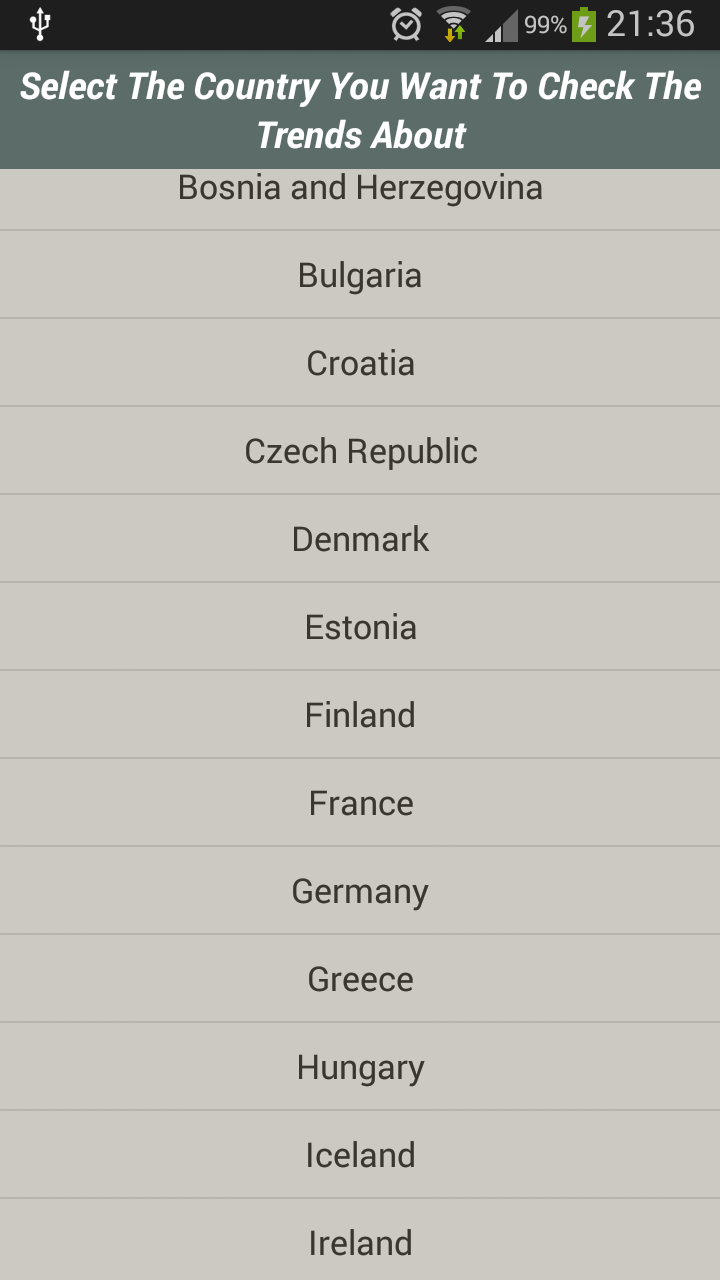 99% 21:36
Select The Country You Want To Check The
Trends About
Bosnia and Herzegovina
Bulgaria
Croatia
Czech Republic
Denmark
Estonia
Finland
France
Germany
Greece
Hungary
Iceland
Ireland